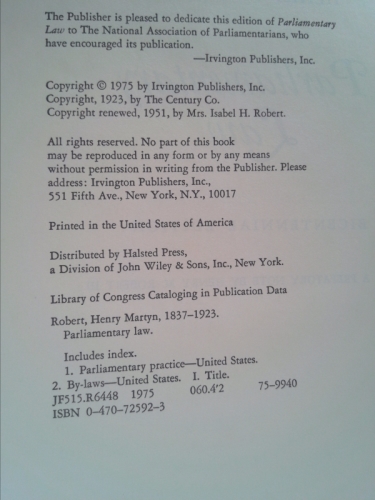 The Publisher is pleased to dedicate this edition of Parliamentary
Law to The National Association of Parliamentarians, who
have encouraged its publication.
—Irvington Publishers, Inc.
Copyright © 1975 by Irvington Publishers, Inc.
Copyright, 1923, by The Century Co.
Copyright renewed, 1951, by Mrs. Isabel H. Robert.
All rights reserved. No part of this book
may be reproduced in any form or by any means
without permission in writing from the Publisher. Please
address: Irvington Publishers, Inc.,
551 Fifth Ave., New York, N.Y., 10017
Printed in the United States of America
Distributed by Halsted Press,
a Division of John Wiley & Sons, Inc., New York.
Library of Congress Cataloging in Publication Data
Robert, Henry Martyn, 1837-1923.
Parliamentary law.
Includes index.
1. Parliamentary practice—United States.
2. By-laws—United States. I. Title.
JF515.R6448 1975 060.4'2 75-9940
ISBN 0-470-72592-3